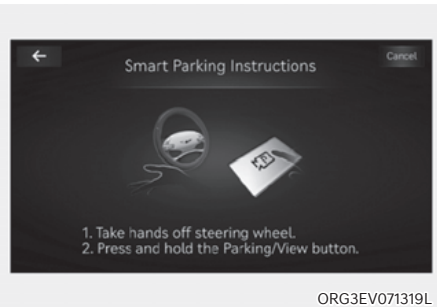 Smart Parking Instructions
Cancel
1. Take hands off steering wheel.
2. Press and hold the Parking/View button.
ORG3EV071319L